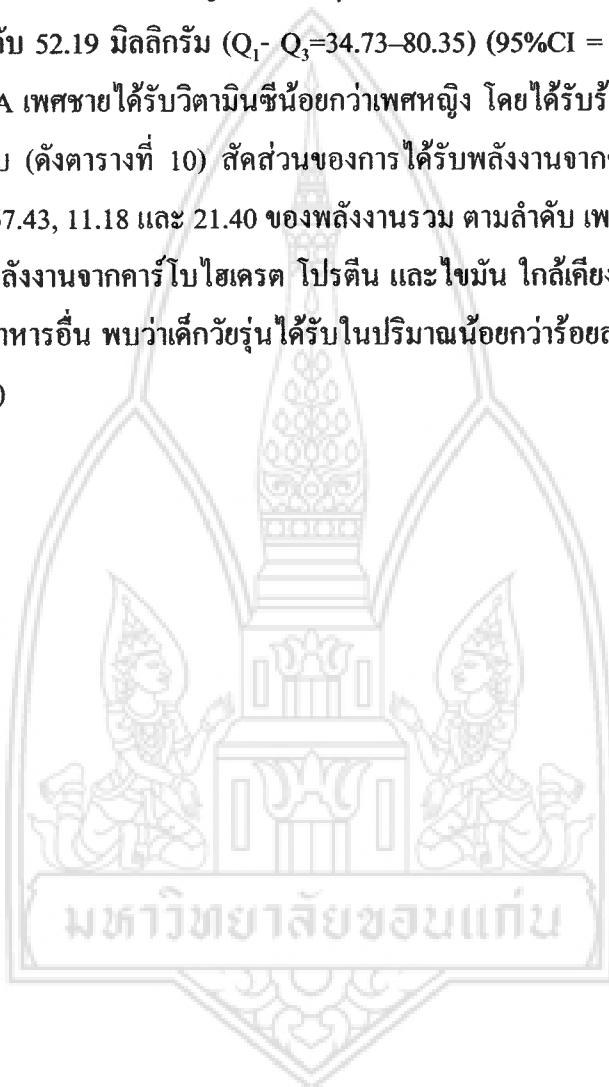 52.19 มิลลิกรัม (Q1- Q3=34.73–80.35) (95%CI =
A เพศชายได้รับวิตามินซีน้อยกว่าเพศหญิง โดยได้รับ
(ดังตารางที่ 10) สัดส่วนของการได้รับพลังงานจาก
7.43, 11.18 และ 21.40 ของพลังงานรวม ตามลำดับ
ลังงานจากคาร์โบไฮเดรต โปรตีน และไขมัน ใกล้เคียง
าหารอื่น พบว่าเด็กวัยรุ่นได้รับในปริมาณน้อยกว่าร้อยล
)
มหาวิทยาลัยขอนแก่น